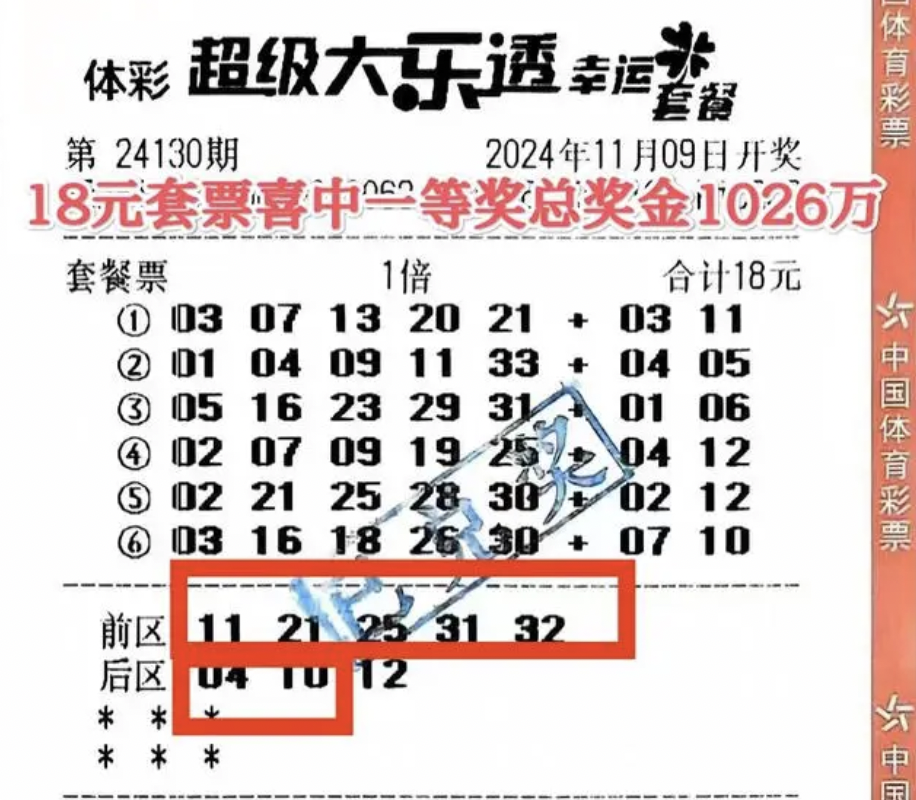 体彩 超级大乐透 幸运套餐
第 24130期 2024年11月09日开奖
18元套票喜中一等奖总奖金1026万
套餐票 1倍 合计18元
① 03 07 13 20 21 + 03 11
② 01 04 09 11 33 + 04 05
③ 05 16 23 29 31 + 01 06
④ 02 07 09 19 25 + 04 12
⑤ 02 21 25 28 30 + 02 12
⑥ 03 16 18 26 30 + 07 10
前区 11 21 25 31 32
后区 04 10 12
* * *
* * *
已兑奖
国体育彩票
中国体育彩票
中国